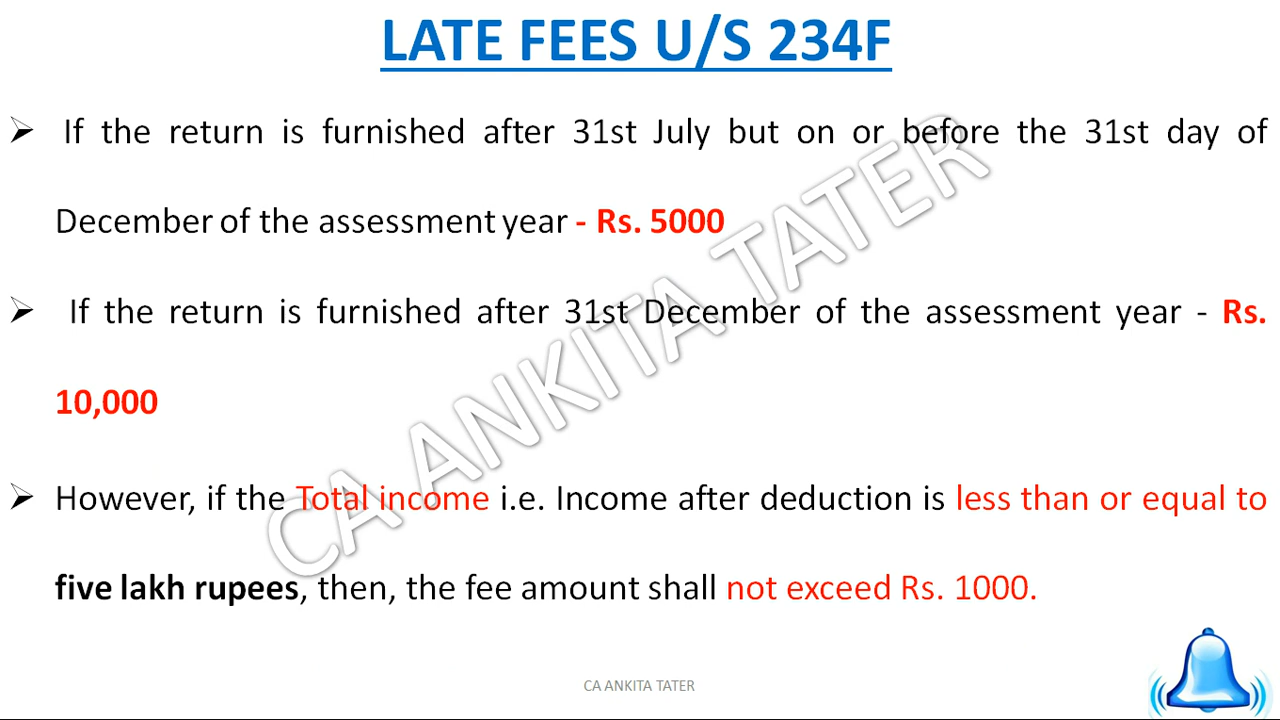 LATE FEES U/S 234F
➢ If the return is furnished after 31st July but on or before the 31st day of
December of the assessment year - Rs. 5000
➢ If the return is furnished after 31st December of the assessment year - Rs.
10,000
➢ However, if the Total income i.e. Income after deduction is less than or equal to
five lakh rupees, then, the fee amount shall not exceed Rs. 1000.
CA ANKITA TATER
CA ANKITA TATER